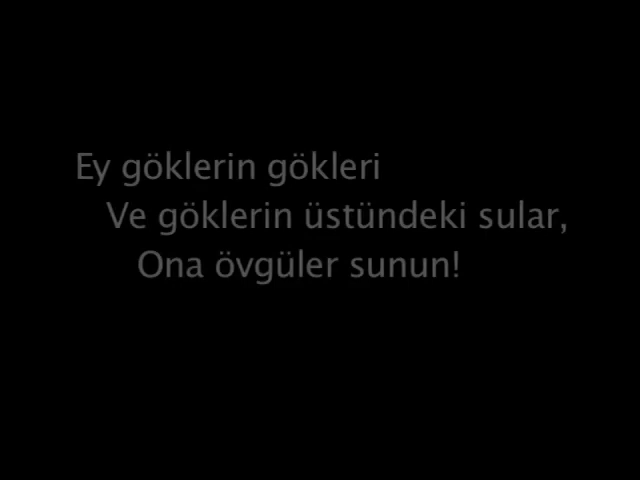 Ey göklerin gökleri
Ve göklerin üstündeki sular,
Ona övgüler sunun!